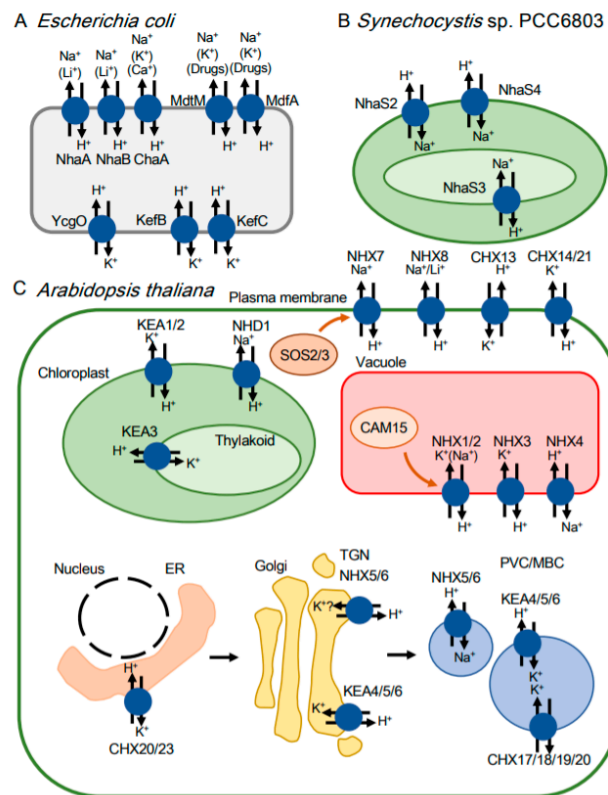 A Escherichia coli
Na⁺ (Li⁺)
Na⁺ (Li⁺)
Na⁺ (K⁺) (Ca⁺)
Na⁺ (K⁺) (Drugs)
Na⁺ (K⁺) (Drugs)
MdtM
MdfA
H⁺
H⁺
H⁺
H⁺
H⁺
NhaA
NhaB
ChaA
H⁺
H⁺
H⁺
YcgO
KefB
KefC
K⁺
K⁺
K⁺
B Synechocystis sp. PCC6803
H⁺
NhaS2
Na⁺
H⁺
NhaS4
Na⁺
Na⁺
NhaS3
H⁺
C Arabidopsis thaliana
Plasma membrane
NHX7
Na⁺
H⁺
NHX8
Na⁺/Li⁺
H⁺
CHX13
H⁺
K⁺
CHX14/21
K⁺
H⁺
SOS2/3
Chloroplast
KEA1/2
K⁺
H⁺
NHD1
Na⁺
H⁺
KEA3
H⁺
K⁺
Thylakoid
Vacuole
CAM15
NHX1/2
K⁺(Na⁺)
H⁺
NHX3
K⁺
H⁺
NHX4
H⁺
Na⁺
Nucleus
ER
H⁺
K⁺
CHX20/23
Golgi
TGN
NHX5/6
K⁺?
H⁺
KEA4/5/6
K⁺
H⁺
PVC/MBC
NHX5/6
H⁺
Na⁺
KEA4/5/6
H⁺
K⁺
K⁺
CHX17/18/19/20